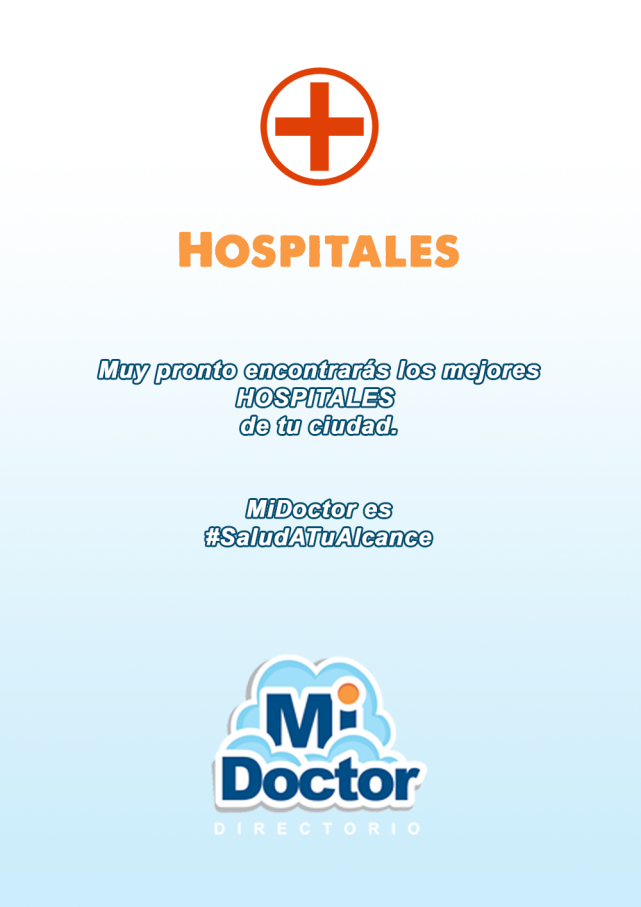 HOSPITALES
Muy pronto encontrarás los mejores
HOSPITALES
de tu ciudad.
MiDoctor es
#SaludATuAlcance
Mi
Doctor
DIRECTORIO